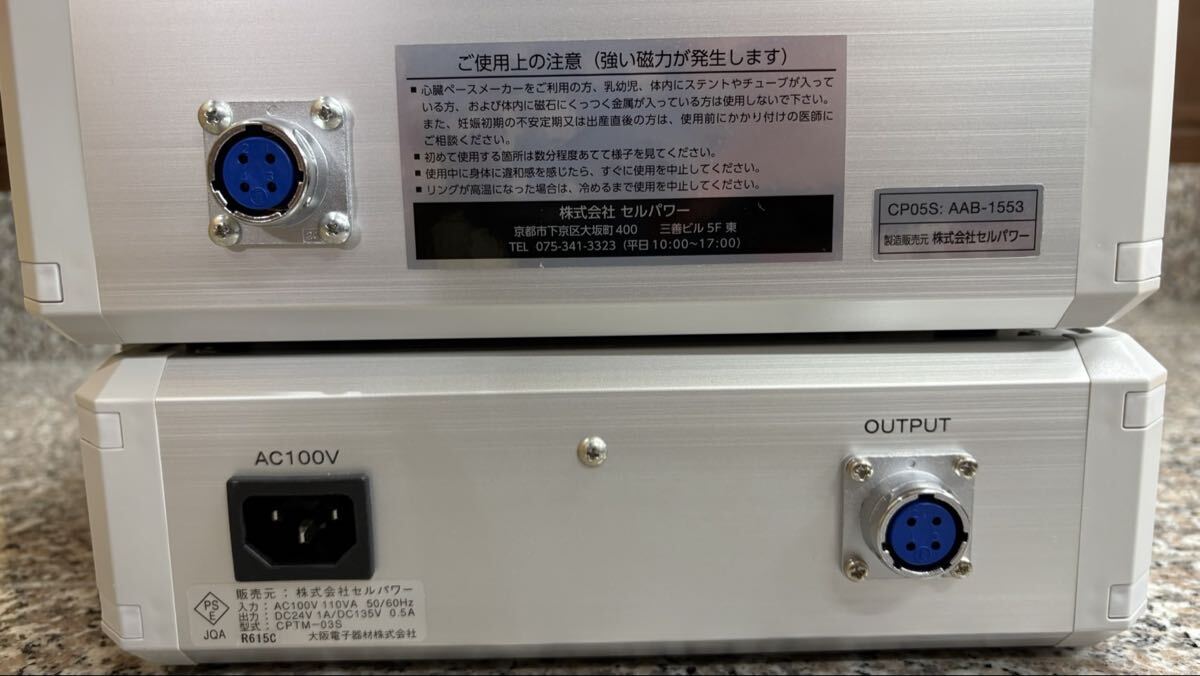 ご使用上の注意（強い磁力が発生します）
■ 心臓ペースメーカーをご利用の方、乳幼児、体内にステントやチューブが入って
いる方、および体内に磁石にくっつく金属が入っている方は使用しないで下さい。
また、妊娠初期の不安定期又は出産直後の方は、使用前にかかり付けの医師に
ご相談ください。
■ 初めて使用する箇所は数分程度あてて様子を見てください。
■ 使用中に身体に違和感を感じたら、すぐに使用を中止してください。
■ リングが高温になった場合は、冷めるまで使用を中止してください。
株式会社 セルパワー
京都市下京区大坂町400　三善ビル 5F 東
TEL 075-341-3323（平日10:00~17:00）
CP05S: AAB-1553
製造販売元 株式会社セルパワー
2 1
4 3
AC100V
OUTPUT
PS
E
JQA
販売元：株式会社セルパワー
入力：AC100V 110VA 50/60Hz
出力：DC24V 1A/DC135V 0.5A
型式：CPTM-03S
R615C 大阪電子器材株式会社